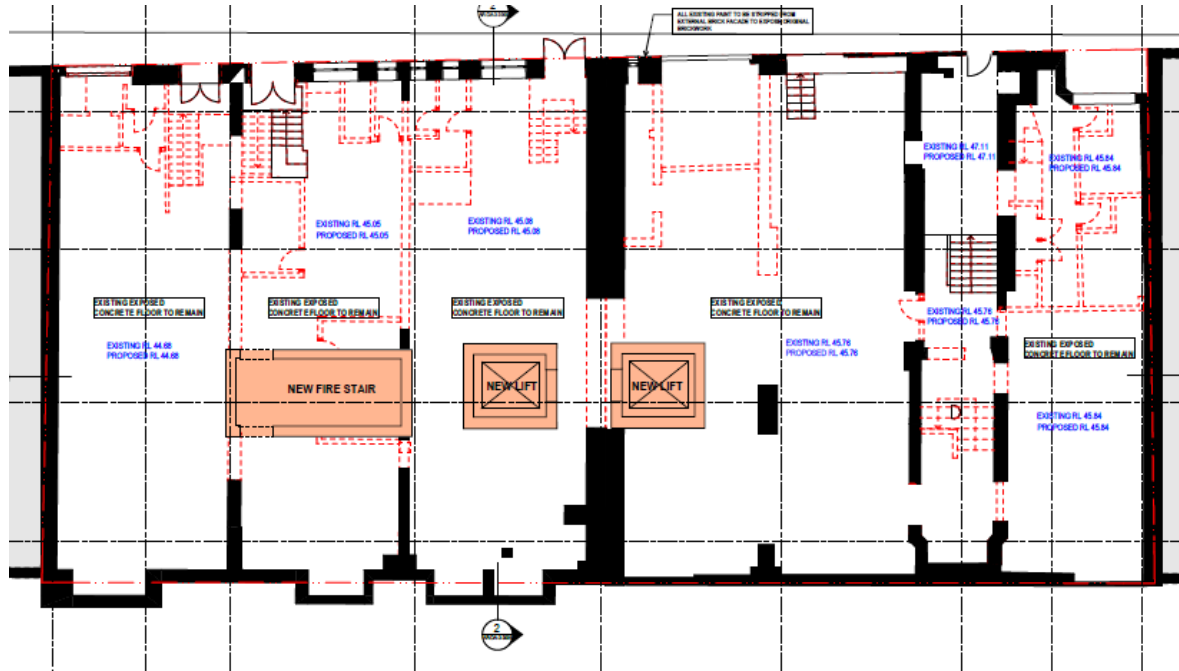 2
ALL EXISTING PAINT TO BE STRIPPED FROM
EXTERNAL BRICK FACADE TO EXPOSE ORIGINAL
BRICKWORK
EXISTING RL 47.11
PROPOSED RL 47.11
EXISTING RL 45.84
PROPOSED RL 45.84
EXISTING RL 45.05
PROPOSED RL 45.05
EXISTING RL 45.08
PROPOSED RL 45.08
EXISTING EXPOSED
CONCRETE FLOOR TO REMAIN
EXISTING EXPOSED
CONCRETE FLOOR TO REMAIN
EXISTING EXPOSED
CONCRETE FLOOR TO REMAIN
EXISTING EXPOSED
CONCRETE FLOOR TO REMAIN
EXISTING RL 45.76
PROPOSED RL 45.76
EXISTING RL 44.68
PROPOSED RL 44.68
EXISTING RL 45.76
PROPOSED RL 45.76
EXISTING EXPOSED
CONCRETE FLOOR TO REMAIN
NEW FIRE STAIR
NEW LIFT
NEW LIFT
EXISTING RL 45.84
PROPOSED RL 45.84
2